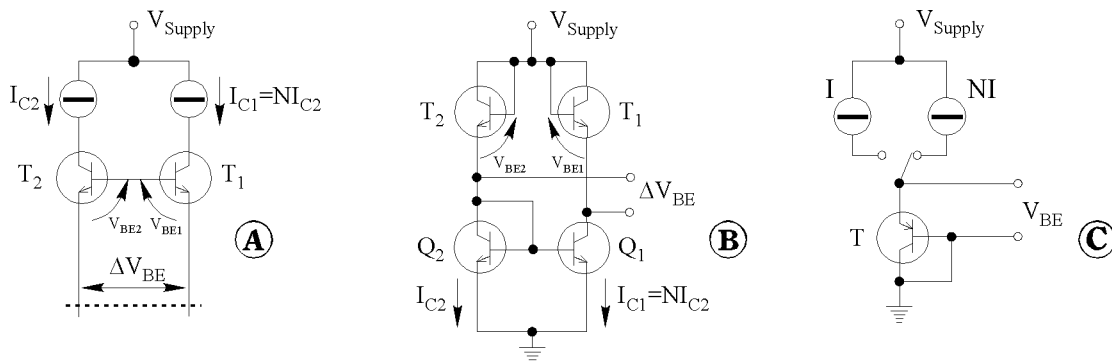 V_Supply
I_C2
I_C1=NI_C2
T_2
T_1
V_BE2
V_BE1
ΔV_BE
A
V_Supply
T_2
T_1
V_BE2
V_BE1
ΔV_BE
Q_2
Q_1
I_C2
I_C1=NI_C2
B
V_Supply
I
NI
T
V_BE
C